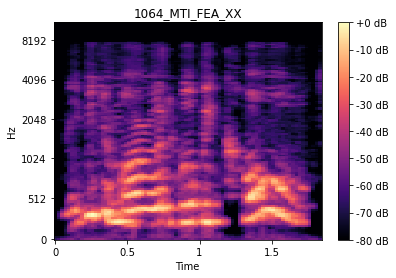 1064_MTI_FEA_XX
Hz
8192
4096
2048
1024
512
0
0
0.5
1
1.5
Time
+0 dB
-10 dB
-20 dB
-30 dB
-40 dB
-50 dB
-60 dB
-70 dB
-80 dB